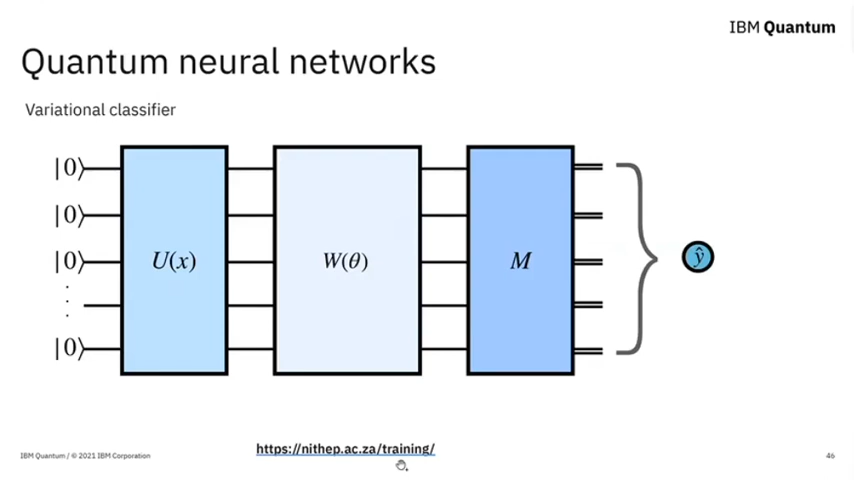 IBM Quantum
Quantum neural networks
Variational classifier
|0⟩
|0⟩
|0⟩ U(x) W(θ) M ŷ
⋮
|0⟩
https://nithep.ac.za/training/
IBM Quantum / © 2021 IBM Corporation 46